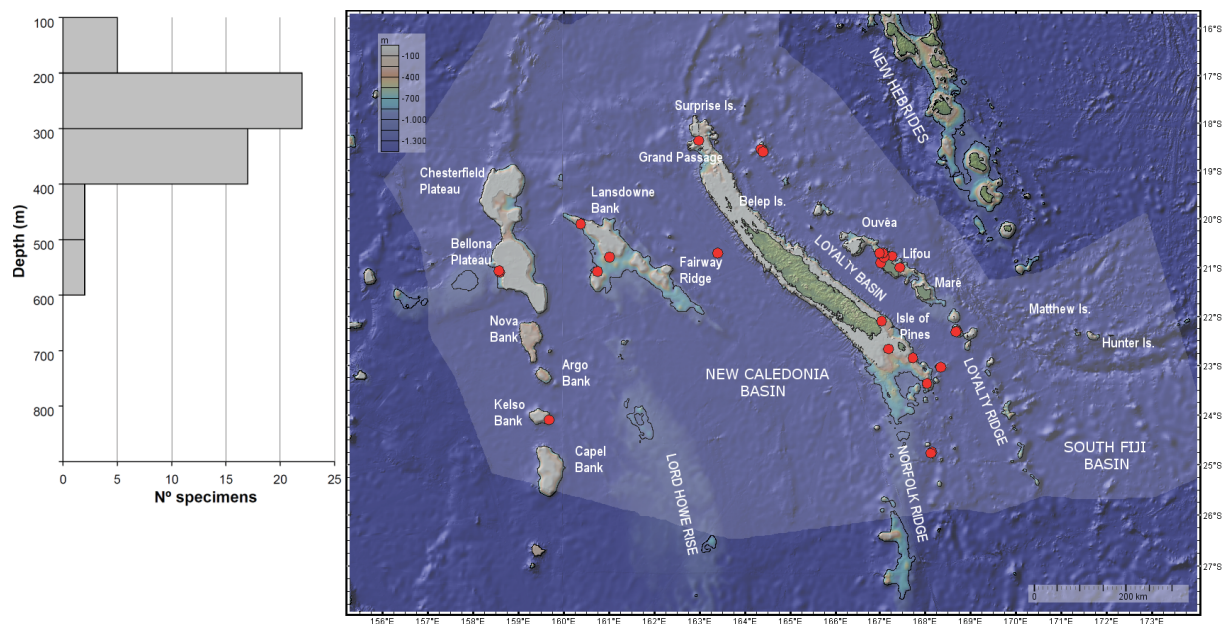 100
200
300
400
500
600
700
800
Depth (m)
0
5
10
15
20
25
Nº specimens
m
-100
-400
-700
-1.000
-1.300
Surprise Is.
Grand Passage
Chesterfield
Plateau
Lansdowne
Bank
Belep Is.
NEW HEBRIDES
Ouvèa
Lifou
LOYALTY BASIN
Marè
Bellona
Plateau
Fairway
Ridge
Matthew Is.
Isle of
Pines
Hunter Is.
Nova
Bank
Argo
Bank
NEW CALEDONIA
BASIN
LOYALTY RIDGE
Kelso
Bank
Capel
Bank
LORD HOWE RISE
NORFOLK RIDGE
SOUTH FIJI
BASIN
0
200 km
16°S
17°S
18°S
19°S
20°S
21°S
22°S
23°S
24°S
25°S
26°S
27°S
156°E
157°E
158°E
159°E
160°E
161°E
162°E
163°E
164°E
165°E
166°E
167°E
168°E
169°E
170°E
171°E
172°E
173°E